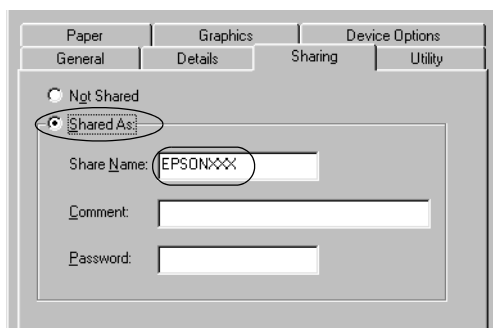 Paper Graphics Device Options
General Details Sharing Utility
Not Shared
Shared As:
Share Name: EPSONXXX
Comment:
Password: